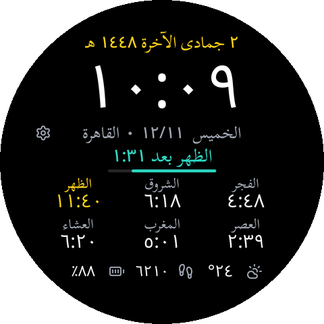 ٢ جمادى الآخرة ١٤٤٨ هـ
١٠:٠٩
الخميس ١٢/١١ • القاهرة
الظهر بعد ١:٣١
الفجر الشروق الظهر
٤:٤٨ ٦:١٨ ١١:٤٠
العصر المغرب العشاء
٢:٣٩ ٥:٠١ ٦:٢٠
٢٤° ٦٢١٠ ٨٨٪